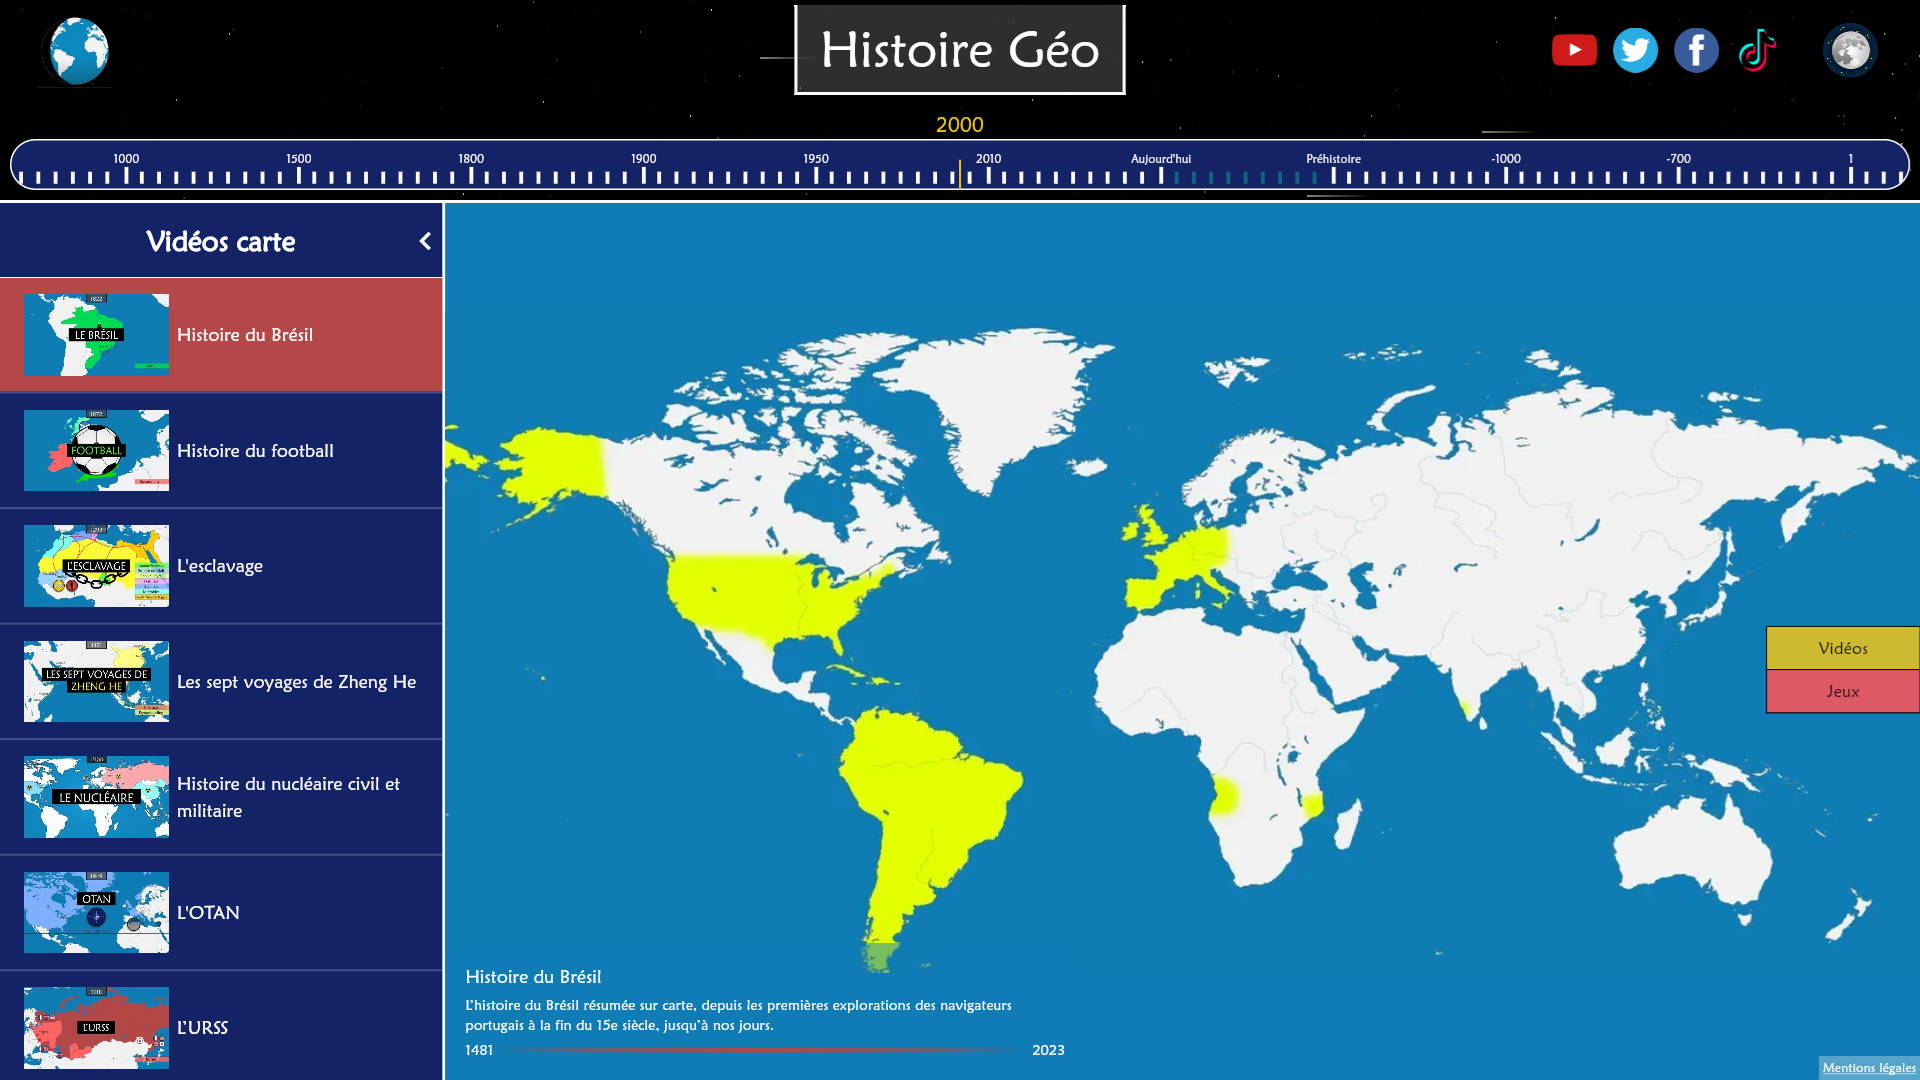 Histoire Géo
2000
1000 1500 1800 1900 1950 2010 Aujourd'hui Préhistoire -1000 -700 1
Vidéos carte
1822
LE BRÉSIL
Histoire du Brésil
1872
FOOTBALL
Histoire du football
L'ESCLAVAGE
L'esclavage
LES SEPT VOYAGES DE
ZHENG HE
Les sept voyages de Zheng He
LE NUCLÉAIRE
Histoire du nucléaire civil et
militaire
1949
OTAN
L'OTAN
L'URSS
L’URSS
Vidéos
Jeux
Histoire du Brésil
L’histoire du Brésil résumée sur carte, depuis les premières explorations des navigateurs
portugais à la fin du 15e siècle, jusqu’à nos jours.
1481 2023
Mentions légales